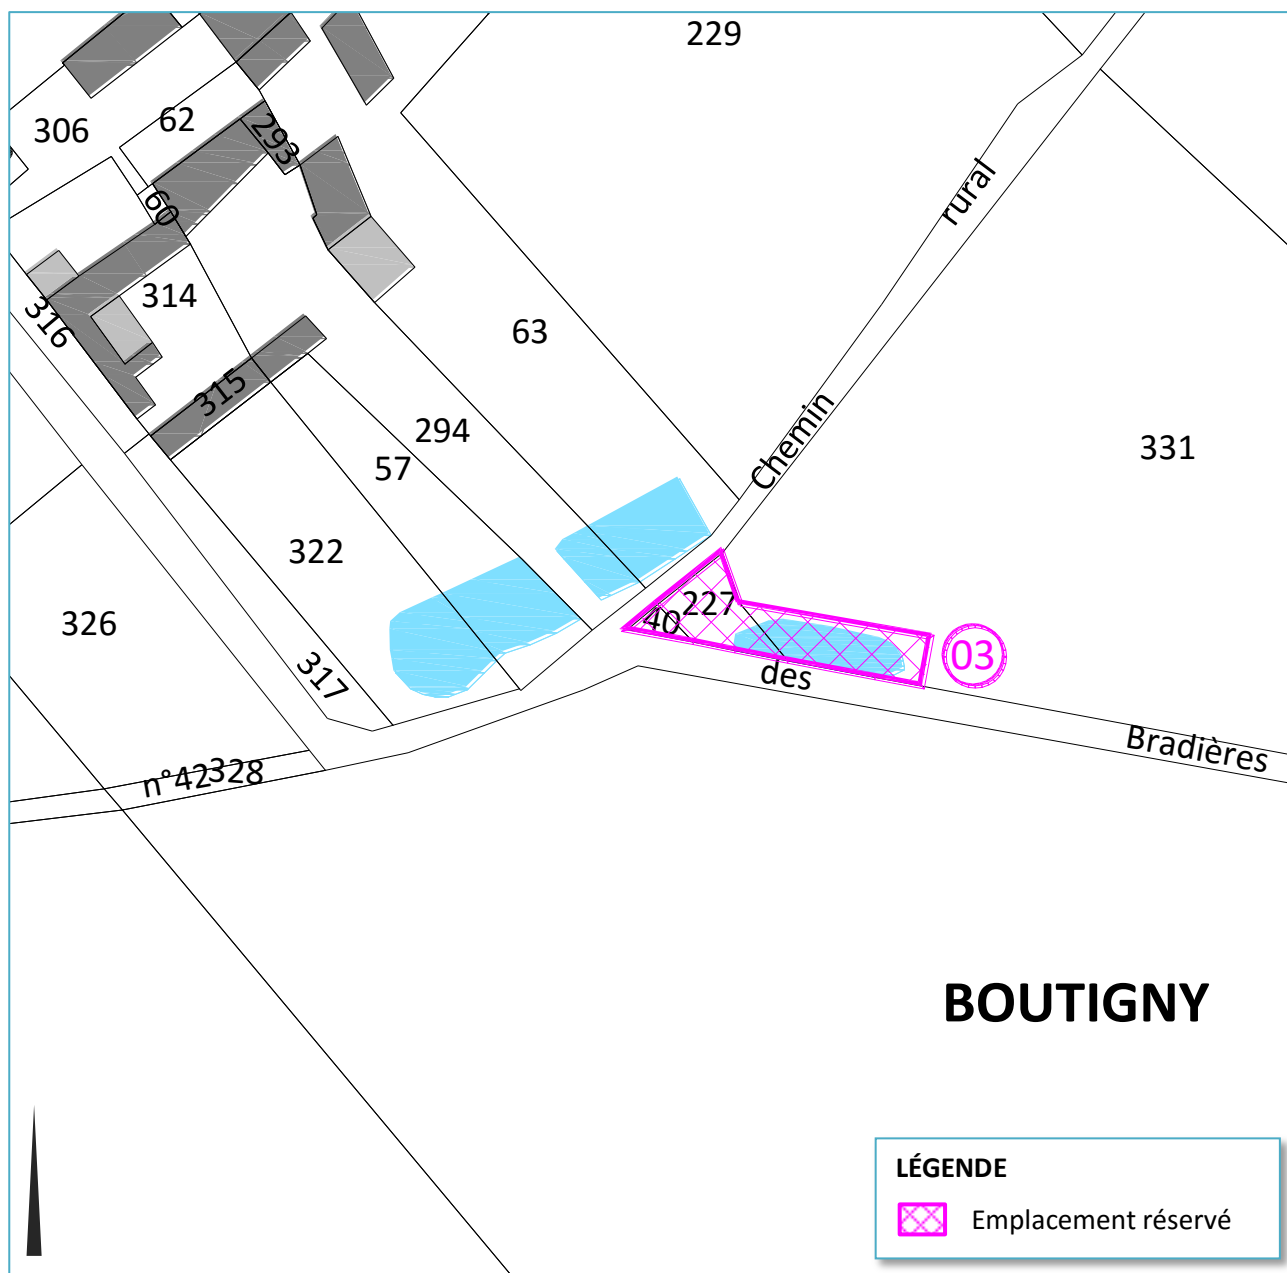 229
306
62
293
60
314
316
63
rural
315
294
57
Chemin
331
322
326
227
40
03
317
des
Bradières
n°42
328
BOUTIGNY
LÉGENDE
Emplacement réservé